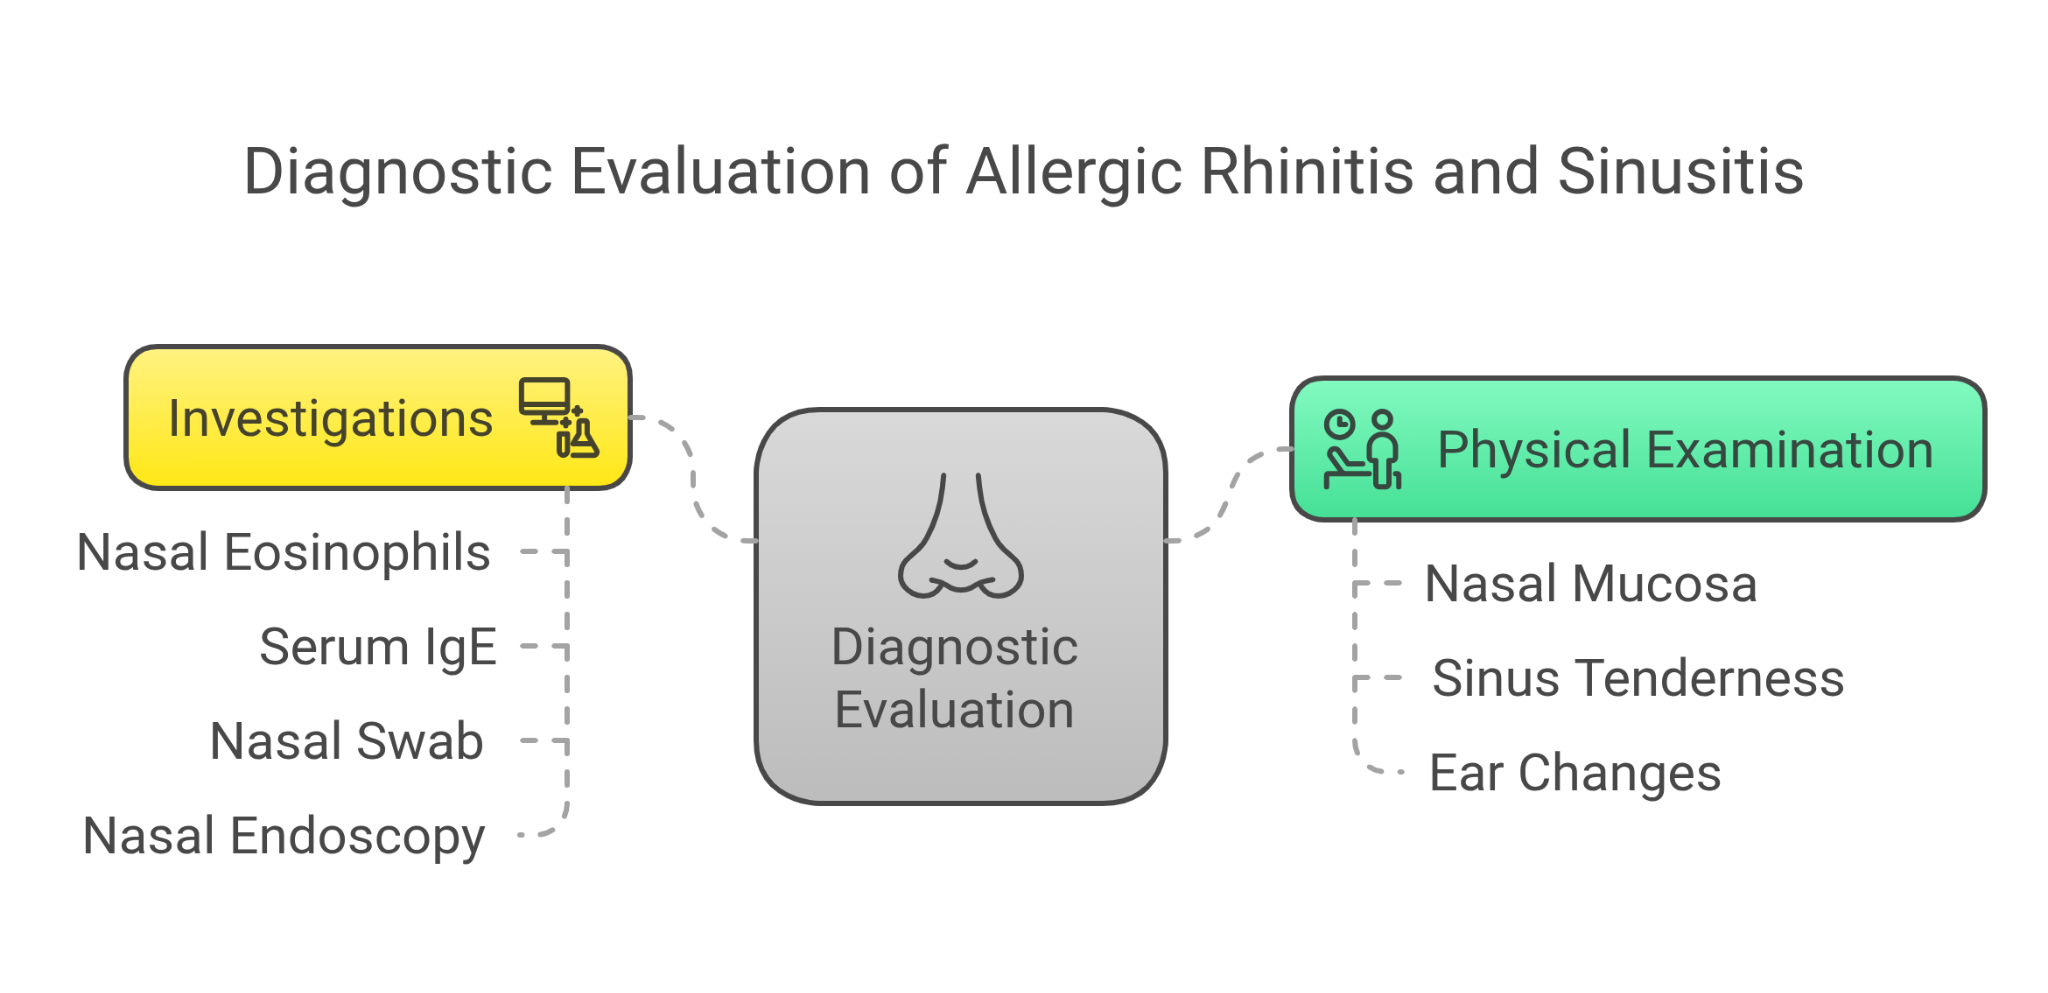 Diagnostic Evaluation of Allergic Rhinitis and Sinusitis
Investigations
Nasal Eosinophils
Serum IgE
Nasal Swab
Nasal Endoscopy
Diagnostic
Evaluation
Physical Examination
Nasal Mucosa
Sinus Tenderness
Ear Changes